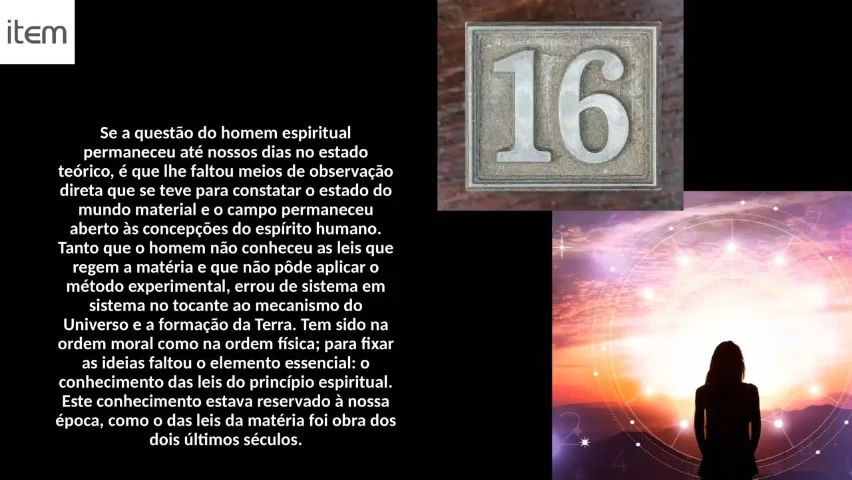 item
16
Se a questão do homem espiritual
permaneceu até nossos dias no estado
teórico, é que lhe faltou meios de observação
direta que se teve para constatar o estado do
mundo material e o campo permaneceu
aberto às concepções do espírito humano.
Tanto que o homem não conheceu as leis que
regem a matéria e que não pôde aplicar o
método experimental, errou de sistema em
sistema no tocante ao mecanismo do
Universo e a formação da Terra. Tem sido na
ordem moral como na ordem física; para fixar
as ideias faltou o elemento essencial: o
conhecimento das leis do princípio espiritual.
Este conhecimento estava reservado à nossa
época, como o das leis da matéria foi obra dos
dois últimos séculos.